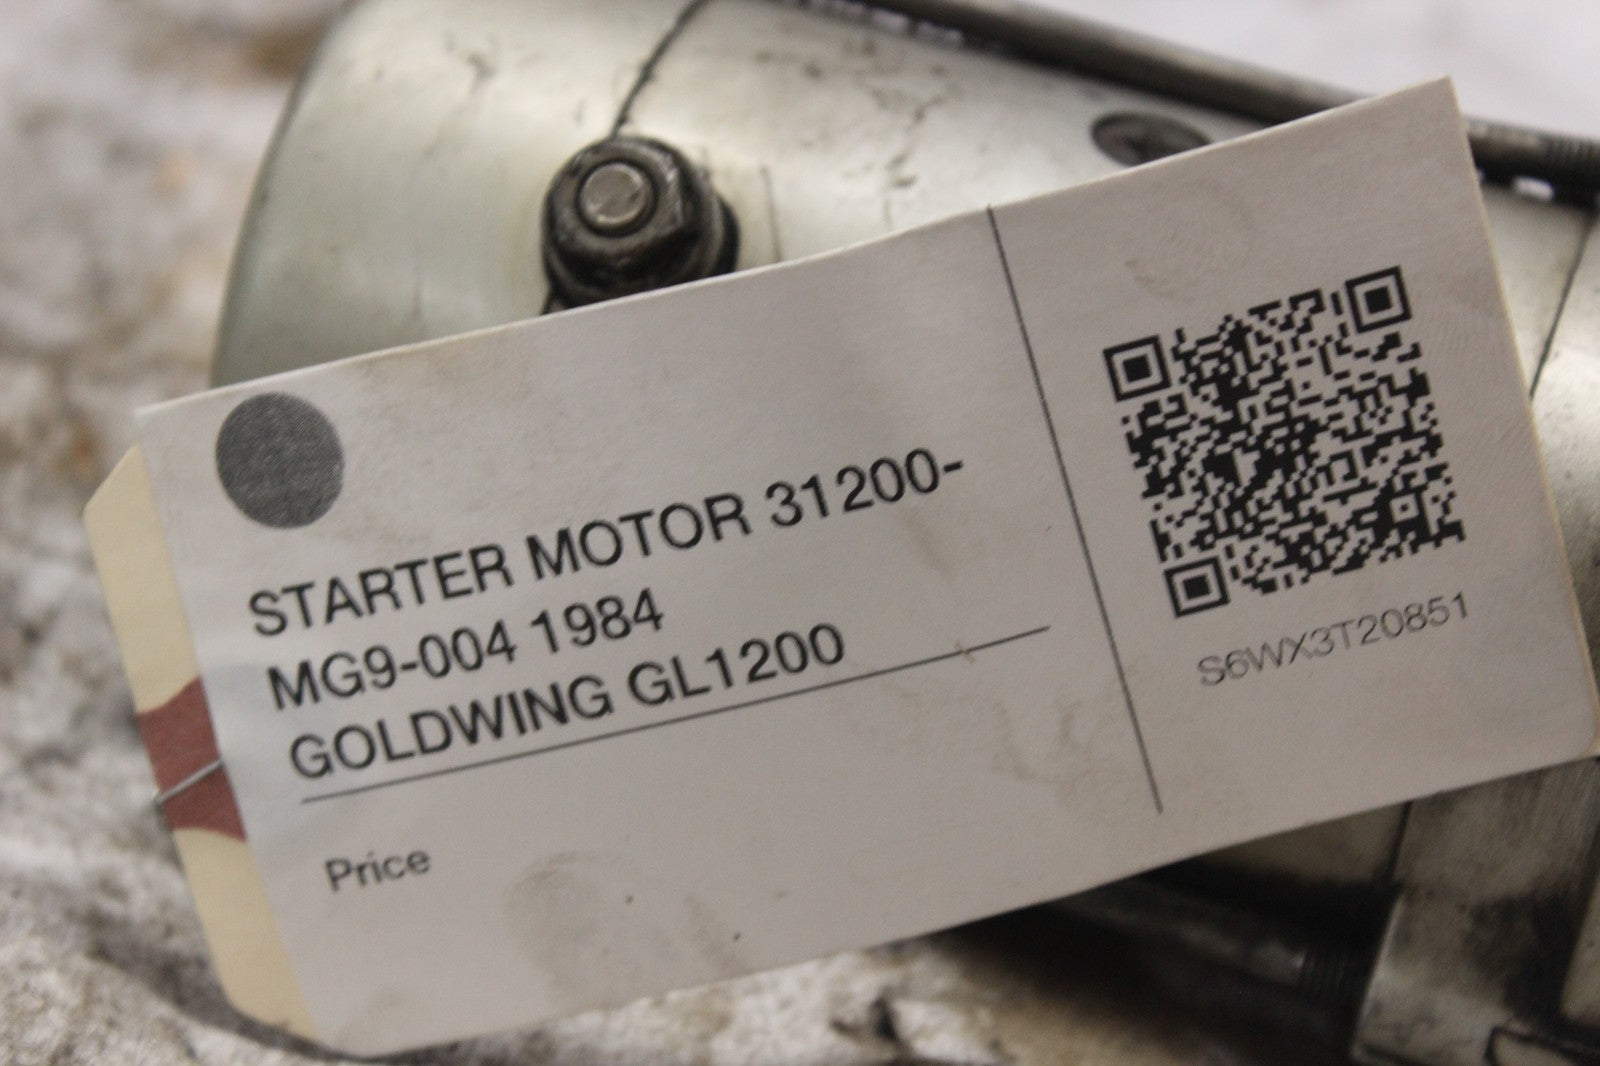 STARTER MOTOR 31200-
MG9-004 1984
GOLDWING GL1200
Price
S6WX3T20851